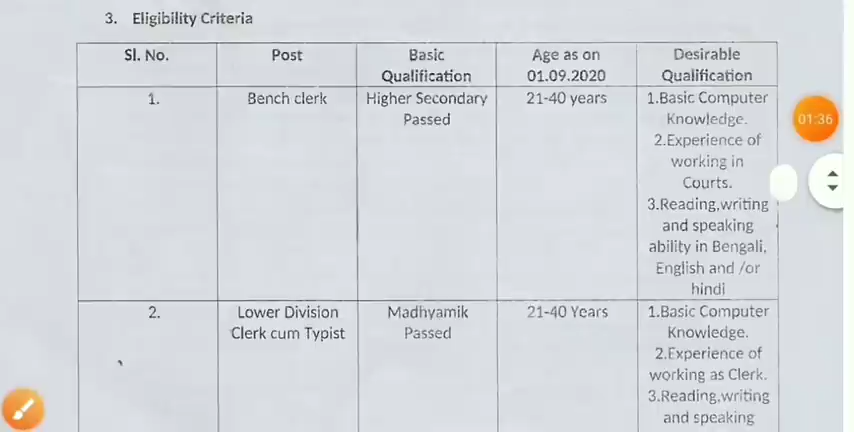 3. Eligibility Criteria
Sl. No. Post Basic Qualification Age as on 01.09.2020 Desirable Qualification
1. Bench clerk Higher Secondary Passed 21-40 years 1.Basic Computer Knowledge.
2.Experience of
working in
Courts.
3.Reading,writing
and speaking
ability in Bengali,
English and /or
hindi
2. Lower Division Clerk cum Typist Madhyamik Passed 21-40 Years 1.Basic Computer Knowledge.
2.Experience of
working as Clerk.
3.Reading,writing
and speaking
01:36